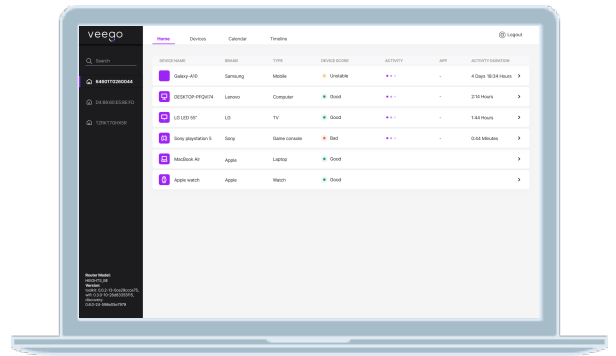 veego
Home Devices Calendar Timeline
Logout
Search
DEVICE NAME BRAND TYPE DEVICE SCORE ACTIVITY APP ACTIVITY DURATION
Galaxy-A10 Samsung Mobile Unstable - 4 Days 18:34 Hours
DESKTOP-PFQVI74 Lenovo Computer Good - 2:14 Hours
LG LED 55" LG TV Good - 1:44 Hours
Sony playstation 5 Sony Game console Bad - 0:44 Minutes
MacBook Air Apple Laptop Good
Apple watch Apple Watch Good
Router Model:
Version:
discovery: